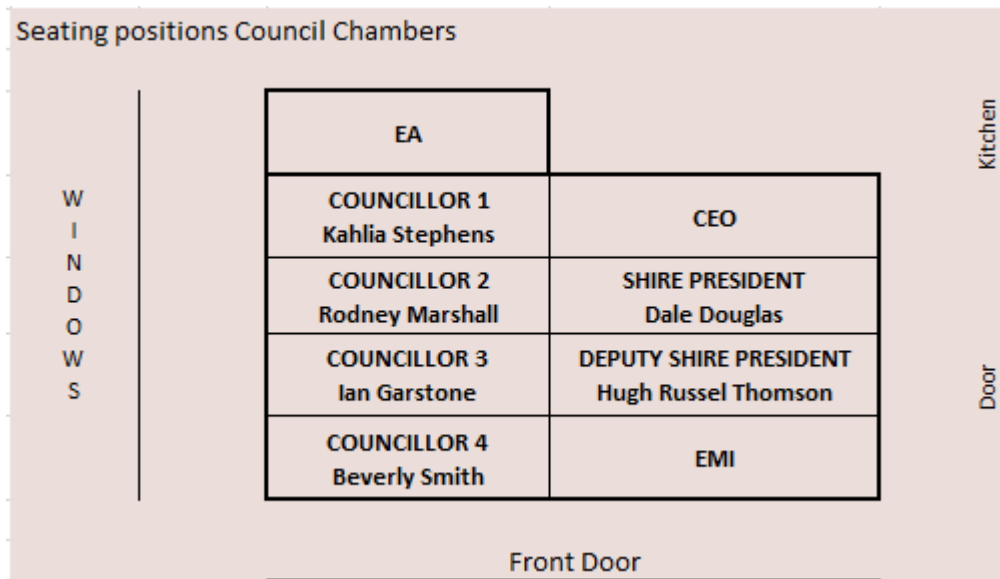 Seating positions Council Chambers
EA
Kitchen
WINDOWS
COUNCILLOR 1
Kahlia Stephens
CEO
COUNCILLOR 2
Rodney Marshall
SHIRE PRESIDENT
Dale Douglas
COUNCILLOR 3
Ian Garstone
DEPUTY SHIRE PRESIDENT
Hugh Russel Thomson
Door
COUNCILLOR 4
Beverly Smith
EMI
Front Door